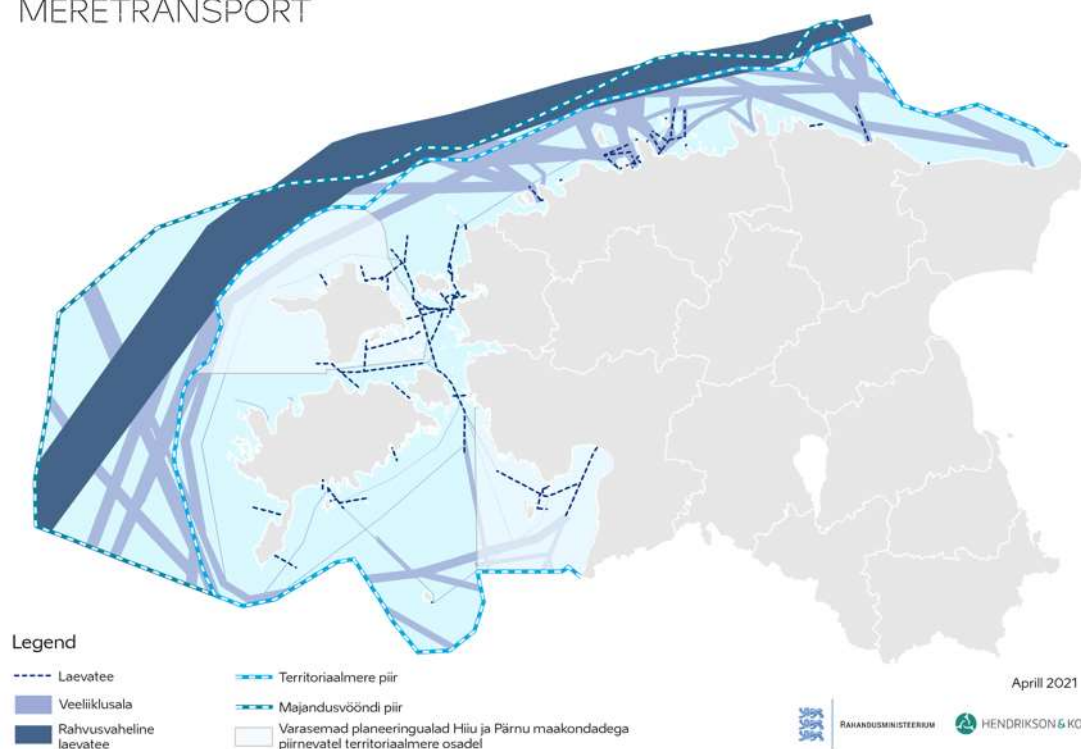 MERETRANSPORT
Legend
Laevatee
Veeliiklusala
Rahvusvaheline
laevatee
Territoriaalmere piir
Majandusvööndi piir
Varasemad planeeringualad Hiiu ja Pärnu maakondadega
piirnevatel territoriaalmere osadel
Aprill 2021
RAHANDUSMINISTEERIUM
HENDRIKSON & KO